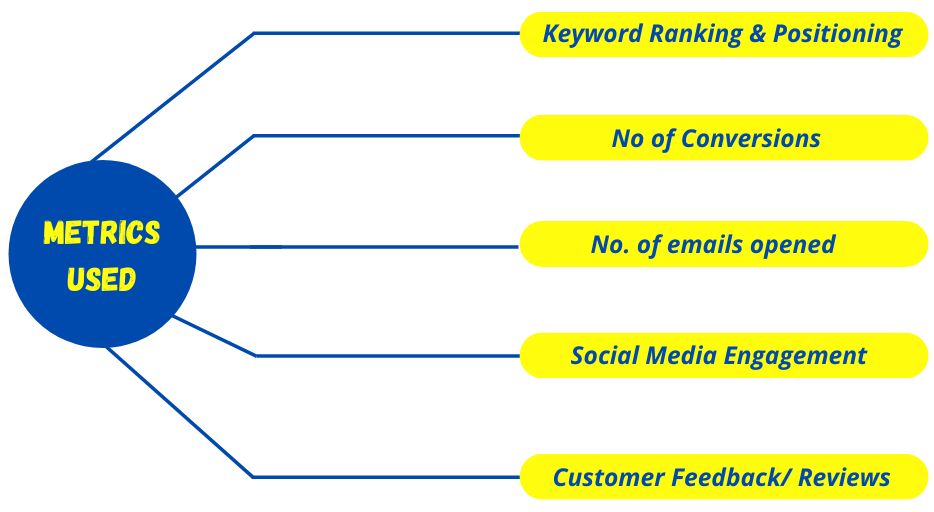 Keyword Ranking & Positioning
No of Conversions
METRICS
USED
No. of emails opened
Social Media Engagement
Customer Feedback/ Reviews